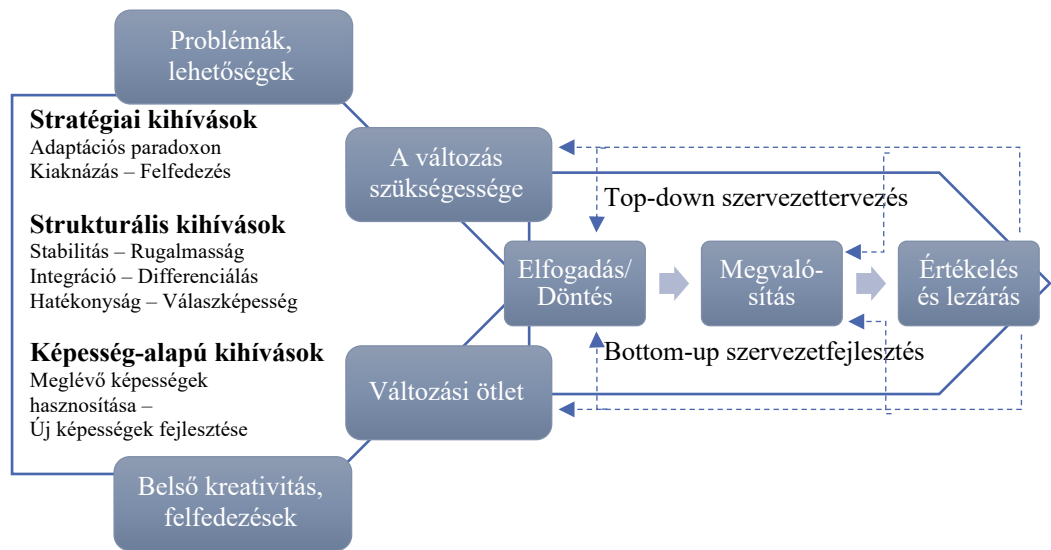 Problémák,
lehetőségek
Stratégiai kihívások
Adaptációs paradoxon
Kiaknázás – Felfedezés
Strukturális kihívások
Stabilitás – Rugalmasság
Integráció – Differenciálás
Hatékonyság – Válaszképesség
Képesség-alapú kihívások
Meglévő képességek
hasznosítása –
Új képességek fejlesztése
Belső kreativitás,
felfedezések
A változás
szükségessége
Változási ötlet
Top-down szervezettervezés
Elfogadás/
Döntés
Megvaló-
sítás
Értékelés
és lezárás
Bottom-up szervezetfejlesztés